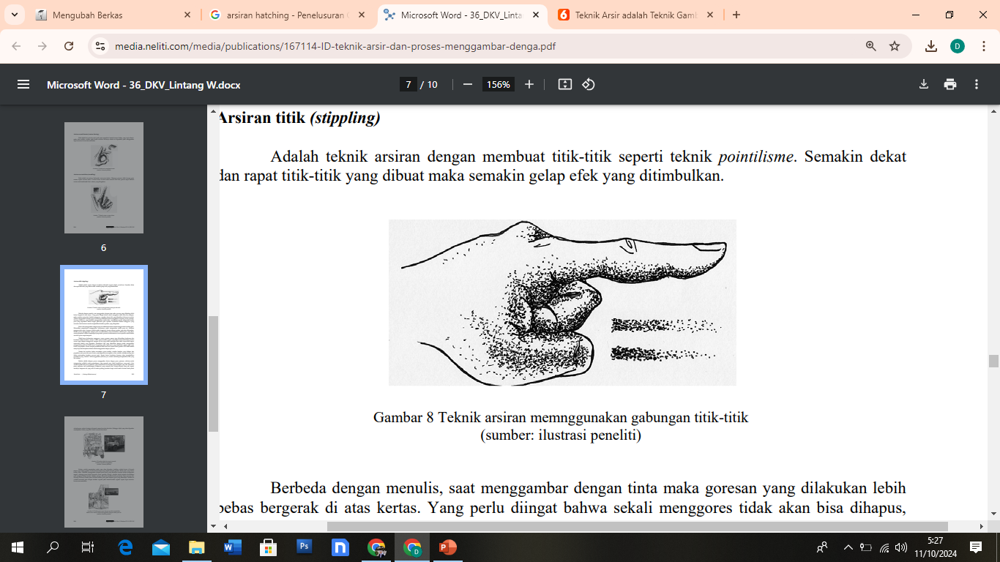 Mengubah Berkas
arsiran hatching - Penelusuran
Microsoft Word - 36_DKV_Linta
Teknik Arsir adalah Teknik Gamb
media.neliti.com/media/publications/167114-ID-teknik-arsir-dan-proses-menggambar-denga.pdf
D
Microsoft Word - 36_DKV_Lintang W.docx
7 / 10
156%
6
7
Arsiran titik (stippling)
Adalah teknik arsiran dengan membuat titik-titik seperti teknik pointilisme. Semakin dekat
dan rapat titik-titik yang dibuat maka semakin gelap efek yang ditimbulkan.
Gambar 8 Teknik arsiran memnggunakan gabungan titik-titik
(sumber: ilustrasi peneliti)
Berbeda dengan menulis, saat menggambar dengan tinta maka goresan yang dilakukan lebih
bebas bergerak di atas kertas. Yang perlu diingat bahwa sekali menggores tidak akan bisa dihapus,
5:27
11/10/2024